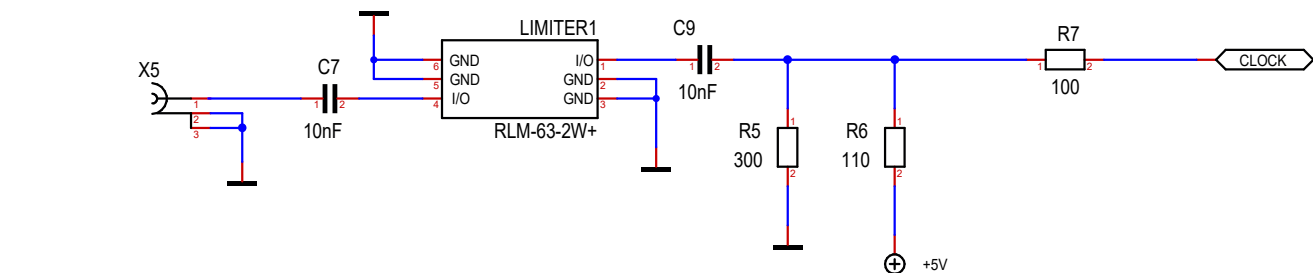 LIMITER1
C9
R7
X5
C7
GND
I/O
6
1
1
2
1
2
CLOCK
GND
GND
5
2
10nF
100
I/O
GND
1
1
2
4
3
2
3
10nF
RLM-63-2W+
R5
1
R6
1
300
110
2
2
+5V